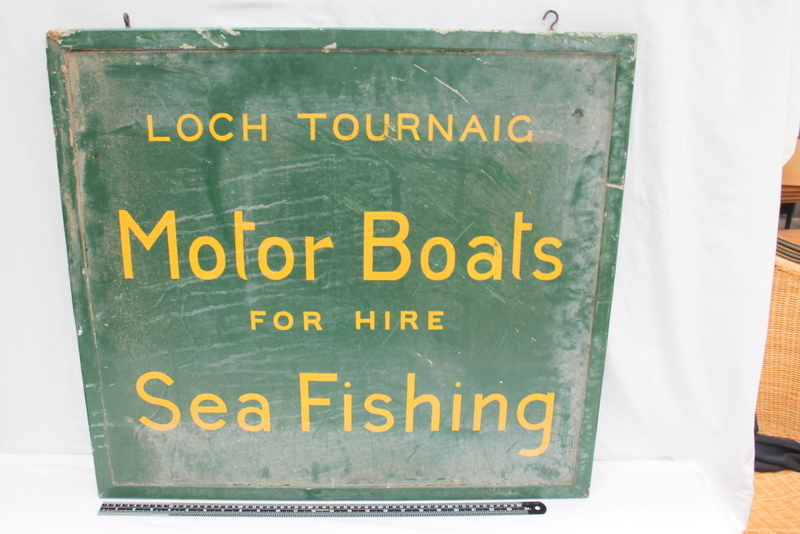 LOCH TOURNAIG
Motor Boats
FOR HIRE
Sea Fishing